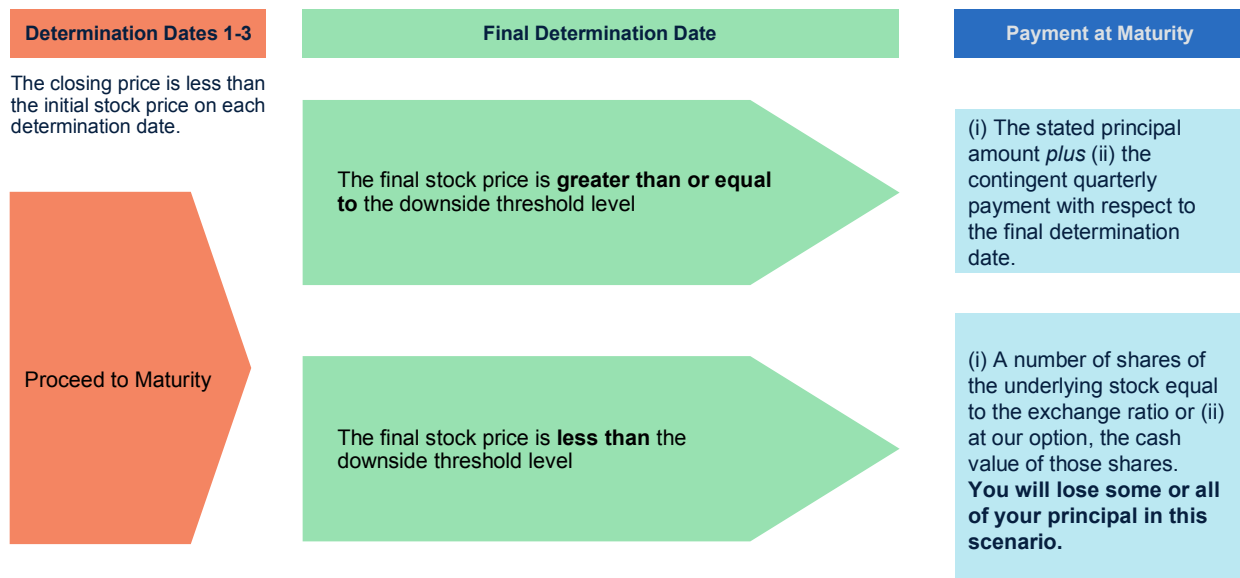 Determination Dates 1-3
Final Determination Date
Payment at Maturity
The closing price is less than
the initial stock price on each
determination date.
Proceed to Maturity
The final stock price is greater than or equal
to the downside threshold level
(i) The stated principal
amount plus (ii) the
contingent quarterly
payment with respect to
the final determination
date.
The final stock price is less than the
downside threshold level
(i) A number of shares of
the underlying stock equal
to the exchange ratio or (ii)
at our option, the cash
value of those shares.
You will lose some or all
of your principal in this
scenario.